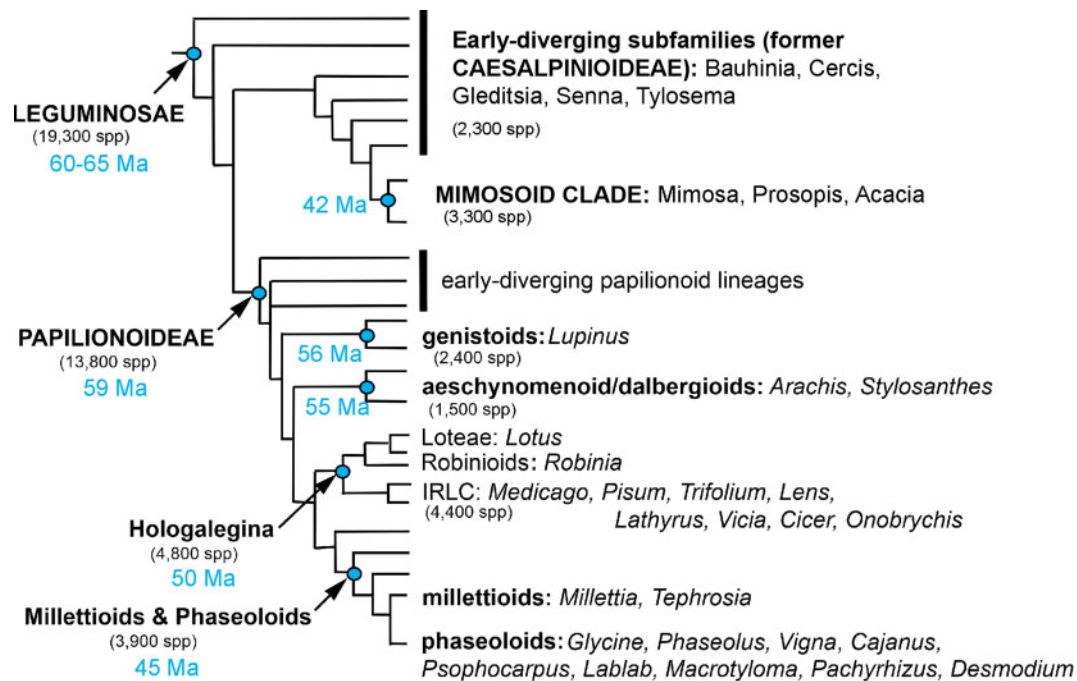 Early-diverging subfamilies (former
CAESALPINIOIDEAE): Bauhinia, Cercis,
Gleditsia, Senna, Tylosema
(2,300 spp)
LEGUMINOSAE
(19,300 spp)
60-65 Ma
42 Ma
MIMOSOID CLADE: Mimosa, Prosopis, Acacia
(3,300 spp)
early-diverging papilionoid lineages
PAPILIONOIDEAE
(13,800 spp)
59 Ma
56 Ma
genistoids: Lupinus
(2,400 spp)
55 Ma
aeschynomenoid/dalbergioids: Arachis, Stylosanthes
(1,500 spp)
Loteae: Lotus
Robinioids: Robinia
IRLC: Medicago, Pisum, Trifolium, Lens,
(4,400 spp)
Lathyrus, Vicia, Cicer, Onobrychis
Hologalegina
(4,800 spp)
50 Ma
Millettioids & Phaseoloids
(3,900 spp)
45 Ma
millettioids: Millettia, Tephrosia
phaseoloids: Glycine, Phaseolus, Vigna, Cajanus,
Psophocarpus, Lablab, Macrotyloma, Pachyrhizus, Desmodium